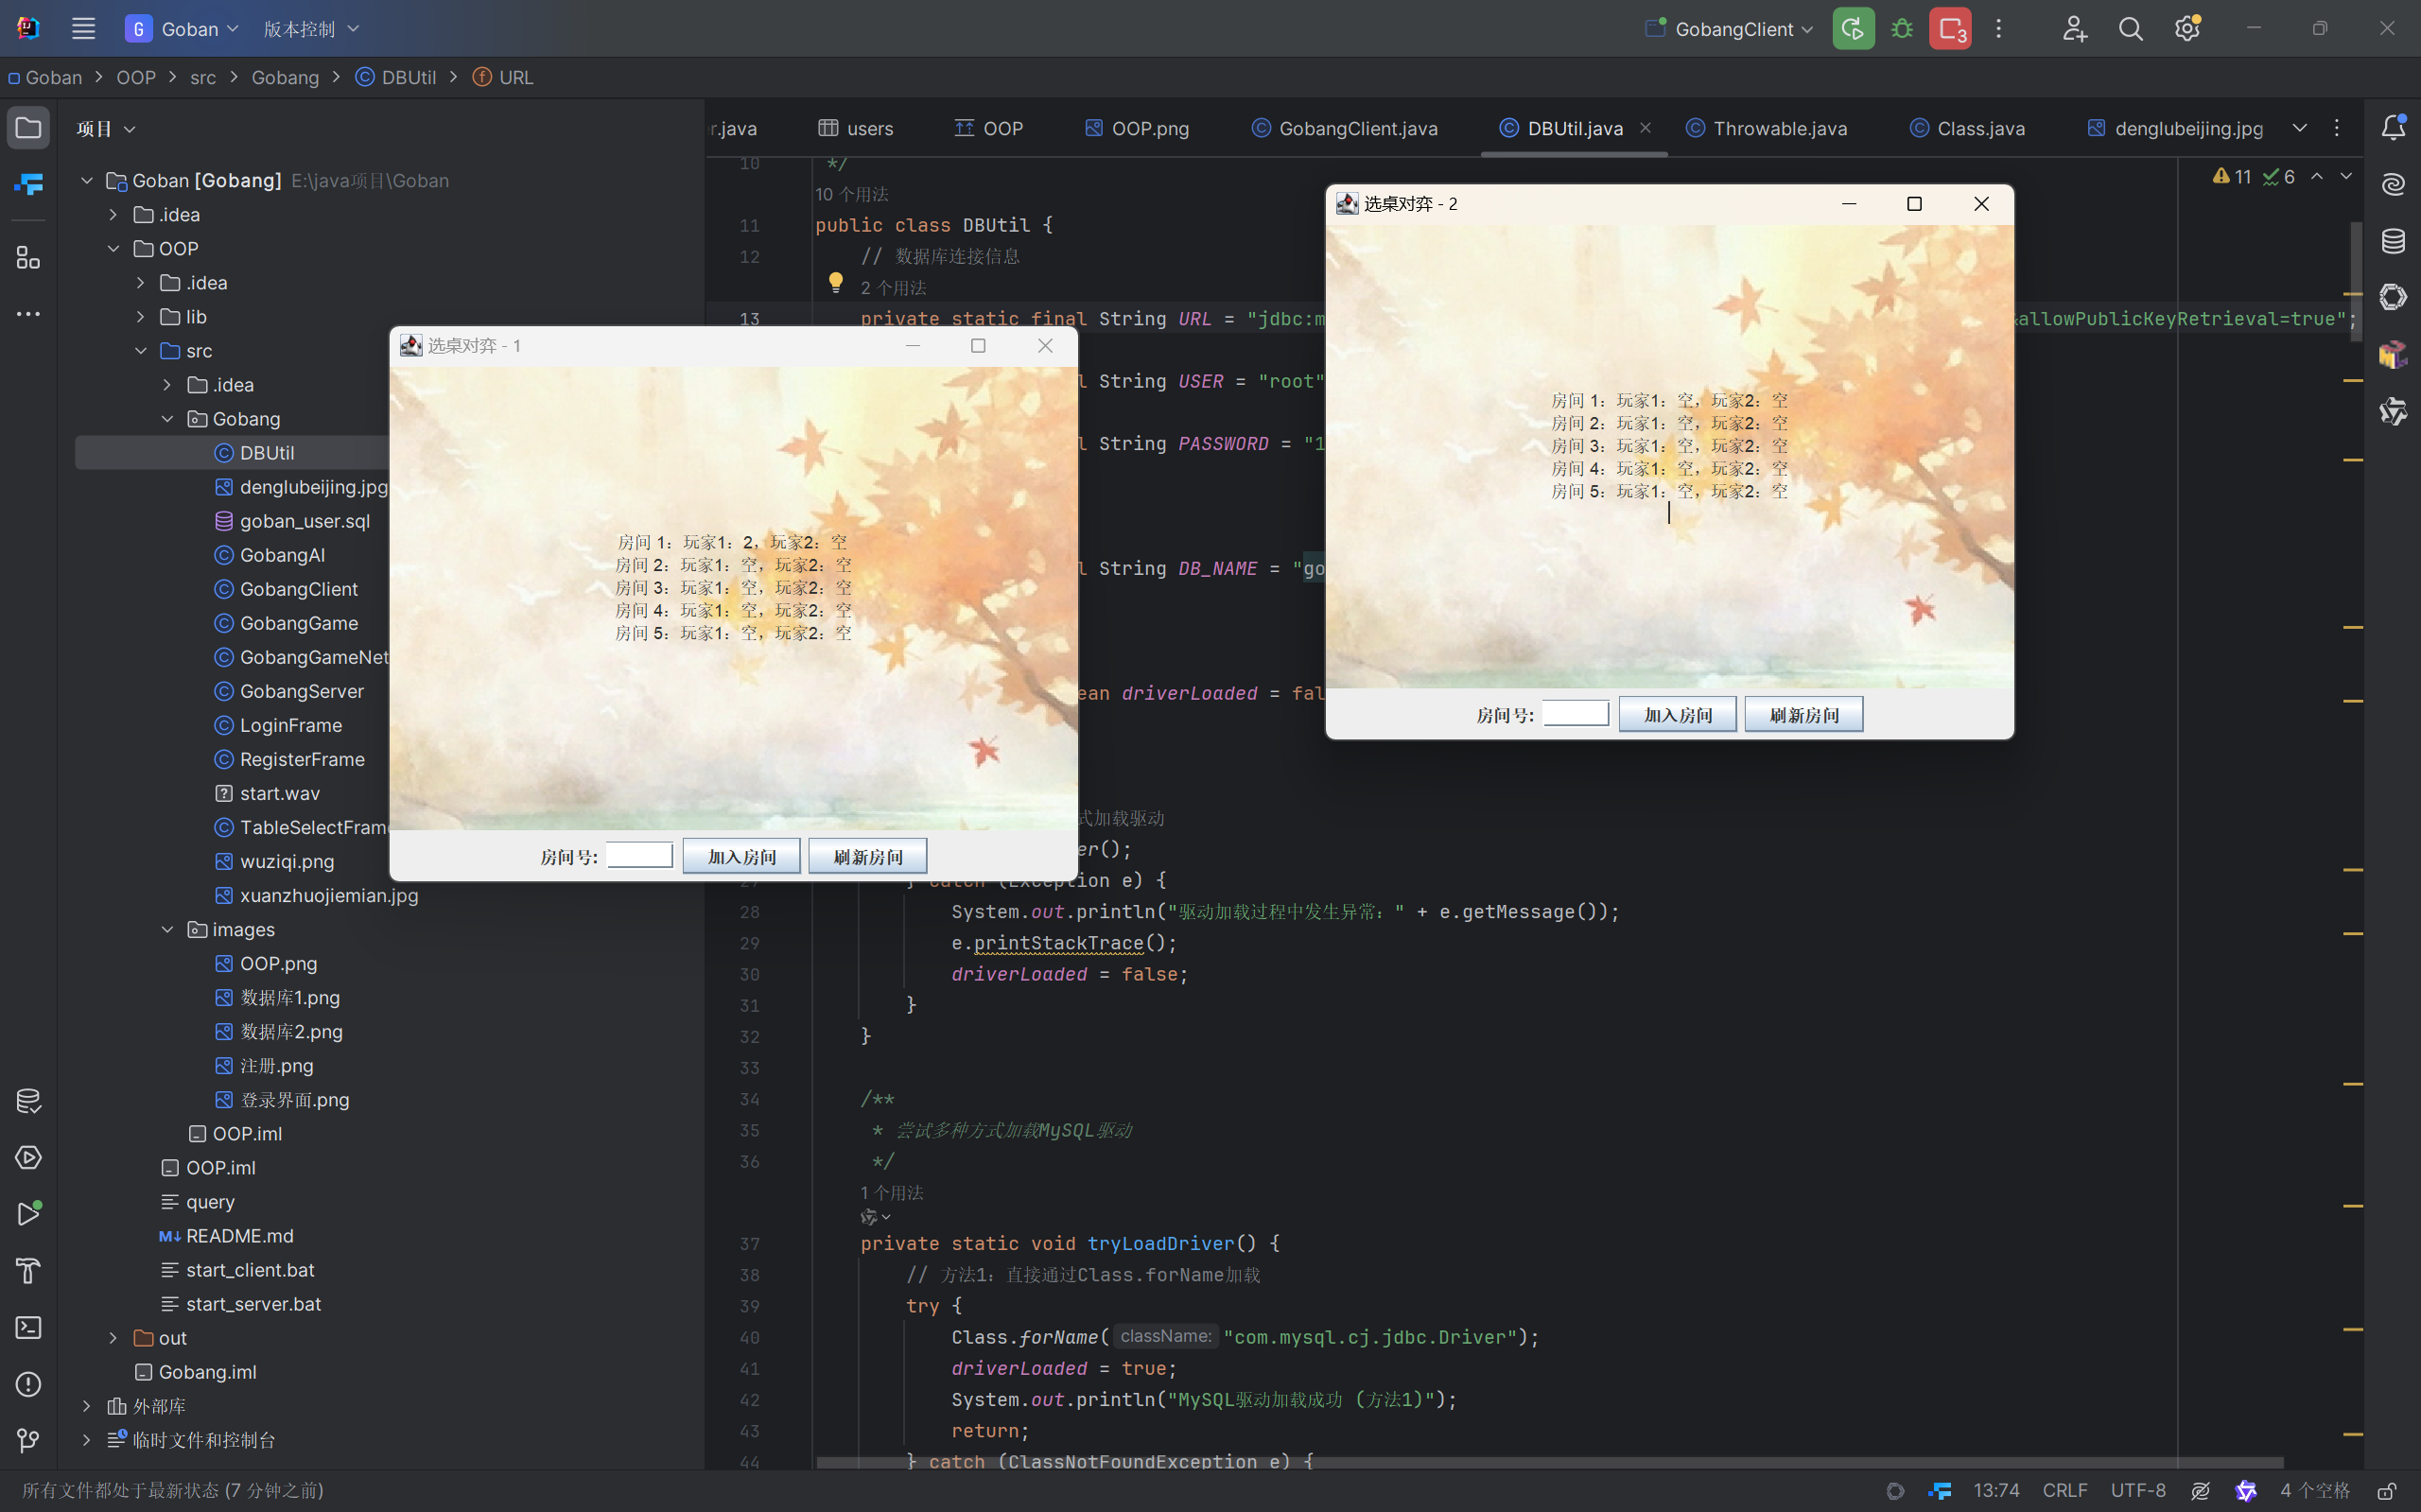 G Goban 版本控制 GobangClient 3
Goban > OOP > src > Gobang > DBUtil > URL
项目
Goban [Gobang] E:\java项目\Goban
.idea
OOP
.idea
lib
src
.idea
Gobang
DBUtil
denglubeijing.jpg
goban_user.sql
GobangAI
GobangClient
GobangGame
GobangGameNet
GobangServer
LoginFrame
RegisterFrame
start.wav
TableSelectFram
wuziqi.png
xuanzhuojiemian.jpg
images
OOP.png
数据库1.png
数据库2.png
注册.png
登录界面.png
OOP.iml
OOP.iml
query
README.md
start_client.bat
start_server.bat
out
Gobang.iml
外部库
临时文件和控制台
r.java users OOP OOP.png GobangClient.java DBUtil.java Throwable.java Class.java denglubeijing.jpg
11 6
10 */
10 个用法
11 public class DBUtil {
12 // 数据库连接信息
2 个用法
13 private static final String URL = "jdbc:m &allowPublicKeyRetrieval=true";
l String USER = "root"
l String PASSWORD = "1
l String DB_NAME = "go
ean driverLoaded = fal
式加载驱动
er();
27 } catch (Exception e) {
28 System.out.println("驱动加载过程中发生异常：" + e.getMessage());
29 e.printStackTrace();
30 driverLoaded = false;
31 }
32 }
33
34 /**
35 * 尝试多种方式加载MySQL驱动
36 */
1 个用法
37 private static void tryLoadDriver() {
38 // 方法1：直接通过Class.forName加载
39 try {
40 Class.forName( className: "com.mysql.cj.jdbc.Driver");
41 driverLoaded = true;
42 System.out.println("MySQL驱动加载成功 (方法1)");
43 return;
44 } catch (ClassNotFoundException e) {
选桌对弈 - 1
房间 1：玩家1：2，玩家2：空
房间 2：玩家1：空，玩家2：空
房间 3：玩家1：空，玩家2：空
房间 4：玩家1：空，玩家2：空
房间 5：玩家1：空，玩家2：空
房间号: 加入房间 刷新房间
选桌对弈 - 2
房间 1：玩家1：空，玩家2：空
房间 2：玩家1：空，玩家2：空
房间 3：玩家1：空，玩家2：空
房间 4：玩家1：空，玩家2：空
房间 5：玩家1：空，玩家2：空
房间号: 加入房间 刷新房间
所有文件都处于最新状态 (7 分钟之前) 13:74 CRLF UTF-8 4 个空格